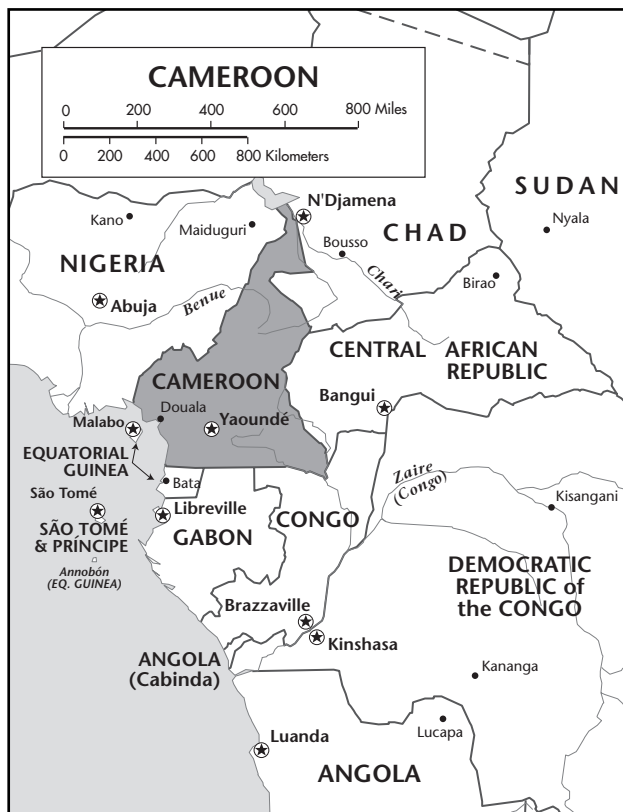 CAMEROON
0 200 400 600 800 Miles
0 200 400 600 800 Kilometers
SUDAN
N'Djamena
Kano
Maiduguri
Nyala
CHAD
Bousso
NIGERIA
Chari
Birao
Abuja
Benue
CENTRAL AFRICAN
REPUBLIC
CAMEROON
Bangui
Douala
Malabo
Yaoundé
EQUATORIAL
GUINEA
Zaire
(Congo)
Bata
Kisangani
São Tomé
Libreville
CONGO
SÃO TOMÉ
& PRÍNCIPE
GABON
Annobón
(EQ. GUINEA)
DEMOCRATIC
REPUBLIC of
the CONGO
Brazzaville
Kinshasa
ANGOLA
(Cabinda)
Kananga
Lucapa
Luanda
ANGOLA